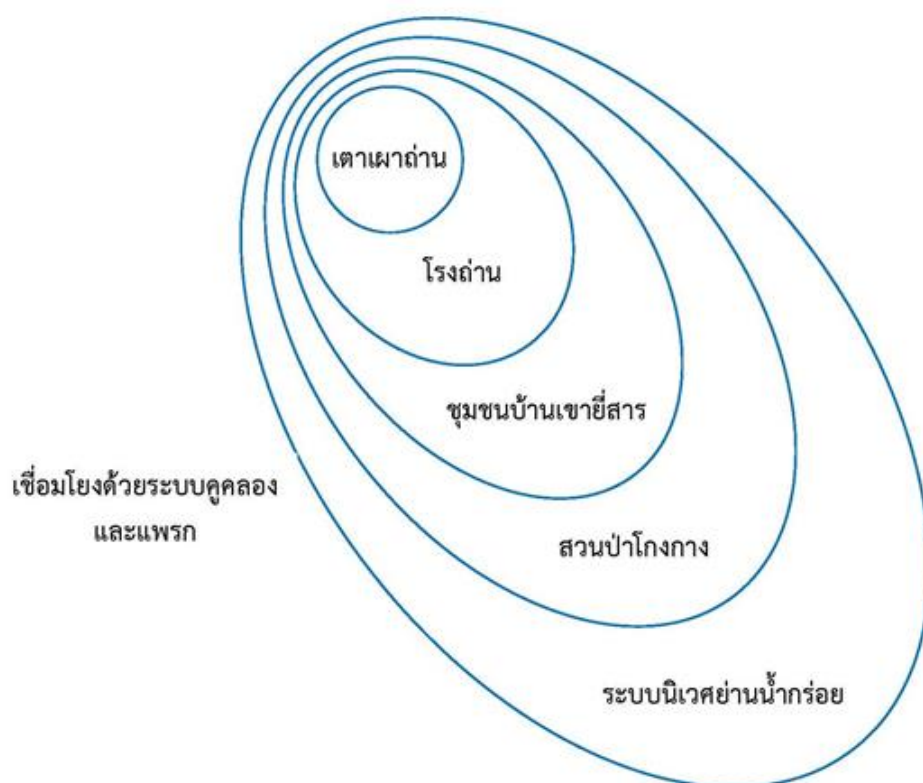 เตาเผาถ่าน
โรงถ่าน
ชุมชนบ้านเขายี่สาร
เชื่อมโยงด้วยระบบคูคลอง
และแพรก
สวนป่าโกงกาง
ระบบนิเวศย่านน้ำกร่อย